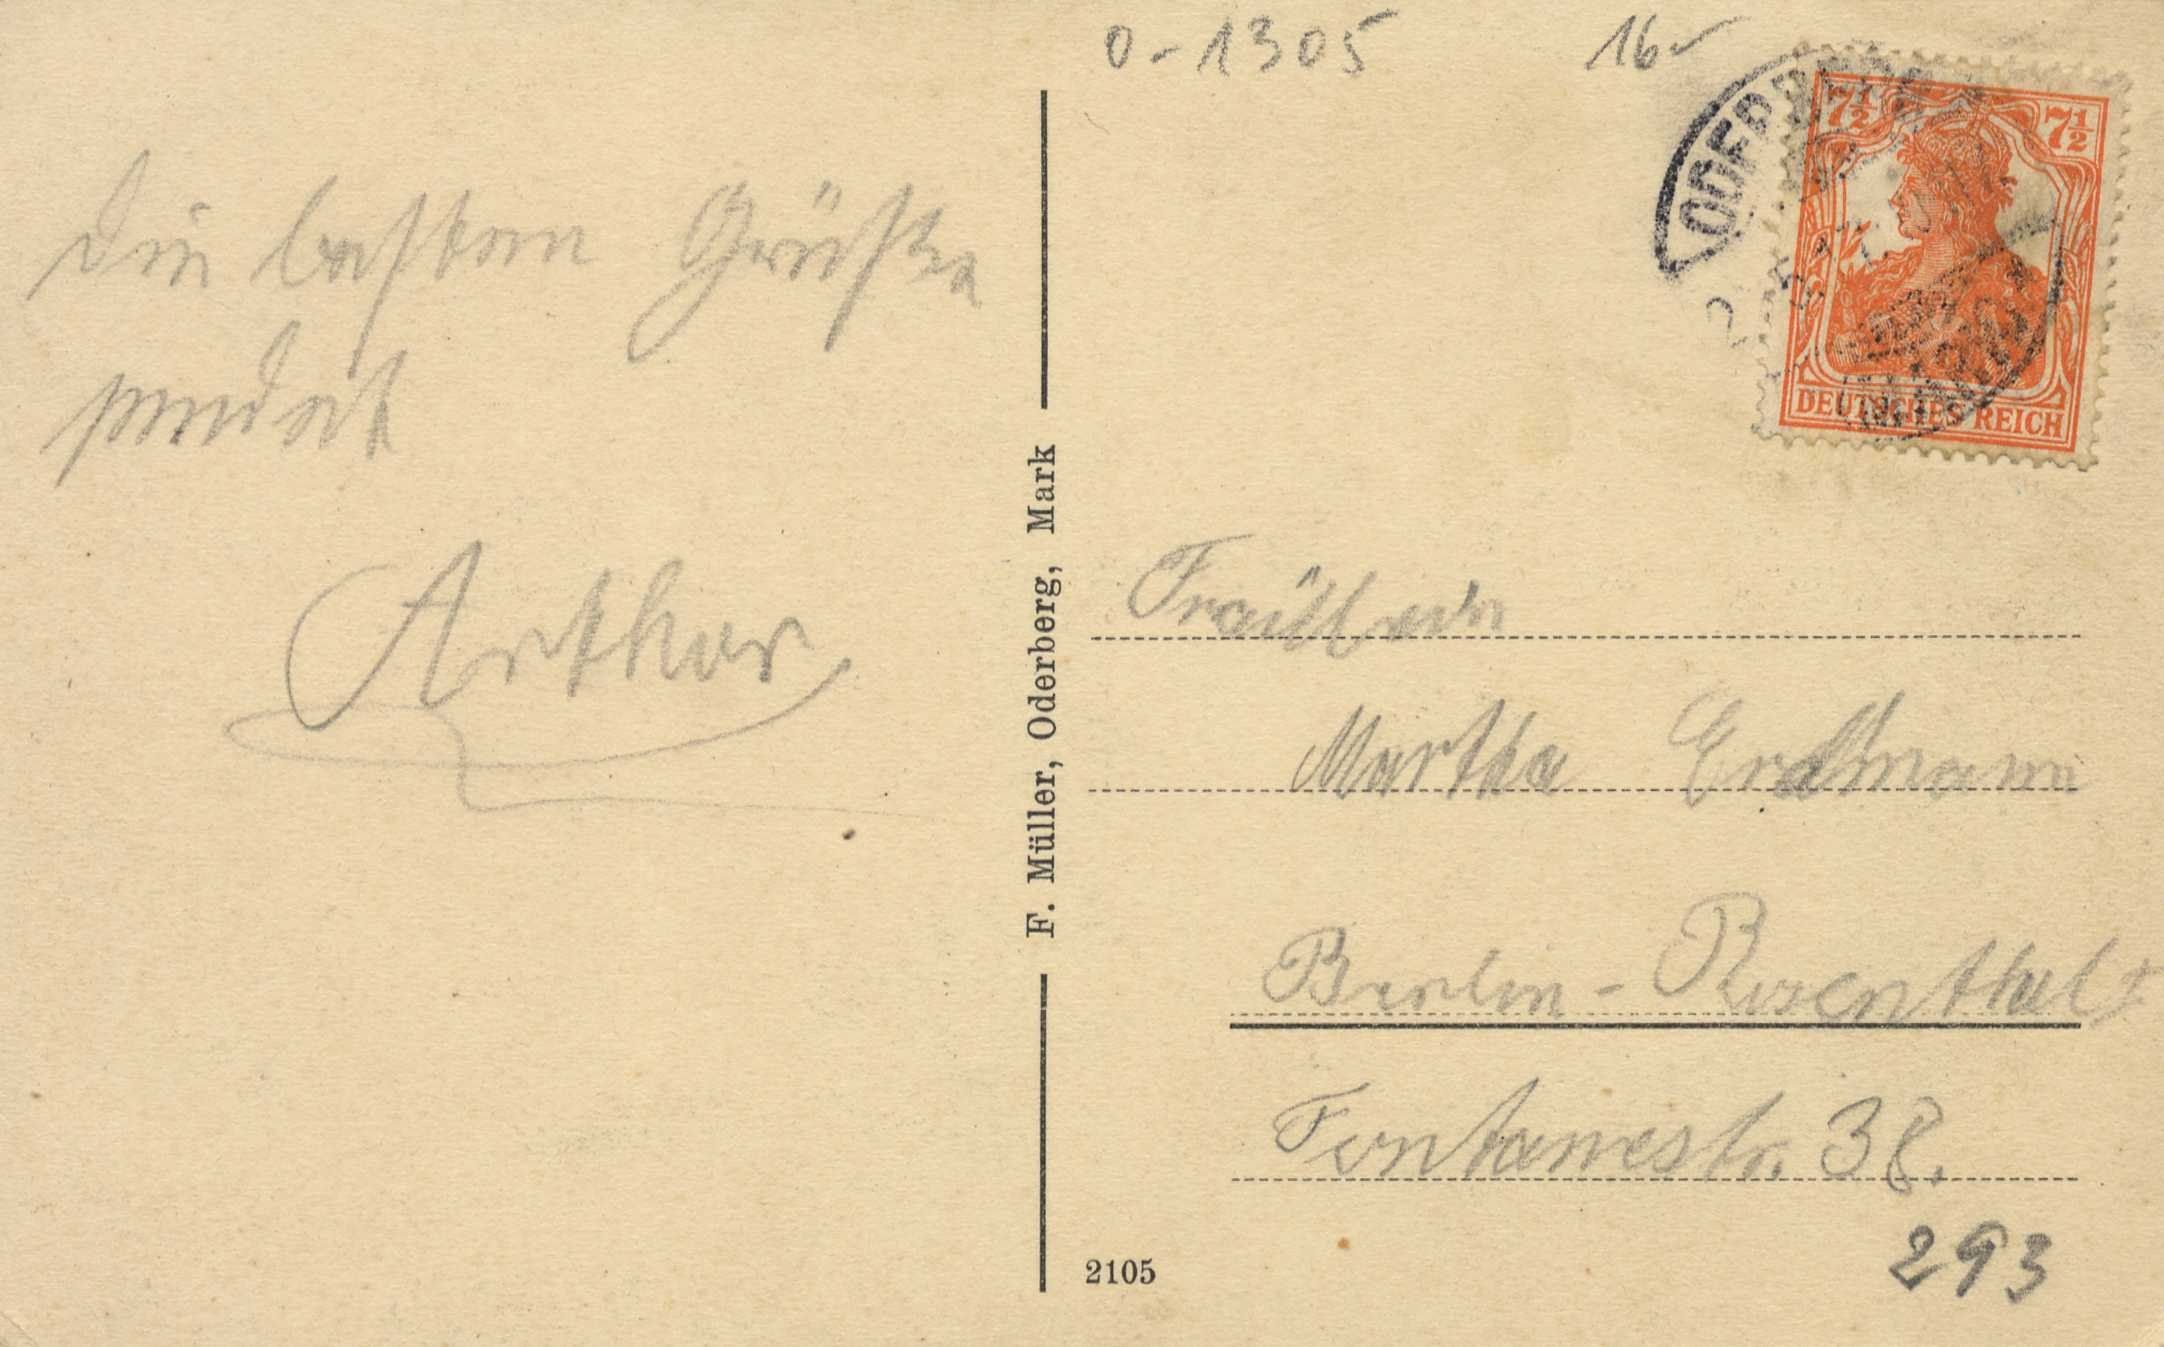 Die besten Grüße
sendet
Arthur
F. Müller, Oderberg, Mark
0-1305
16-
7½
7½
DEUTSCHES REICH
Fräulein
Martha Erdmann
Berlin-Rosenthal
Fontanestr. 38.
293
2105